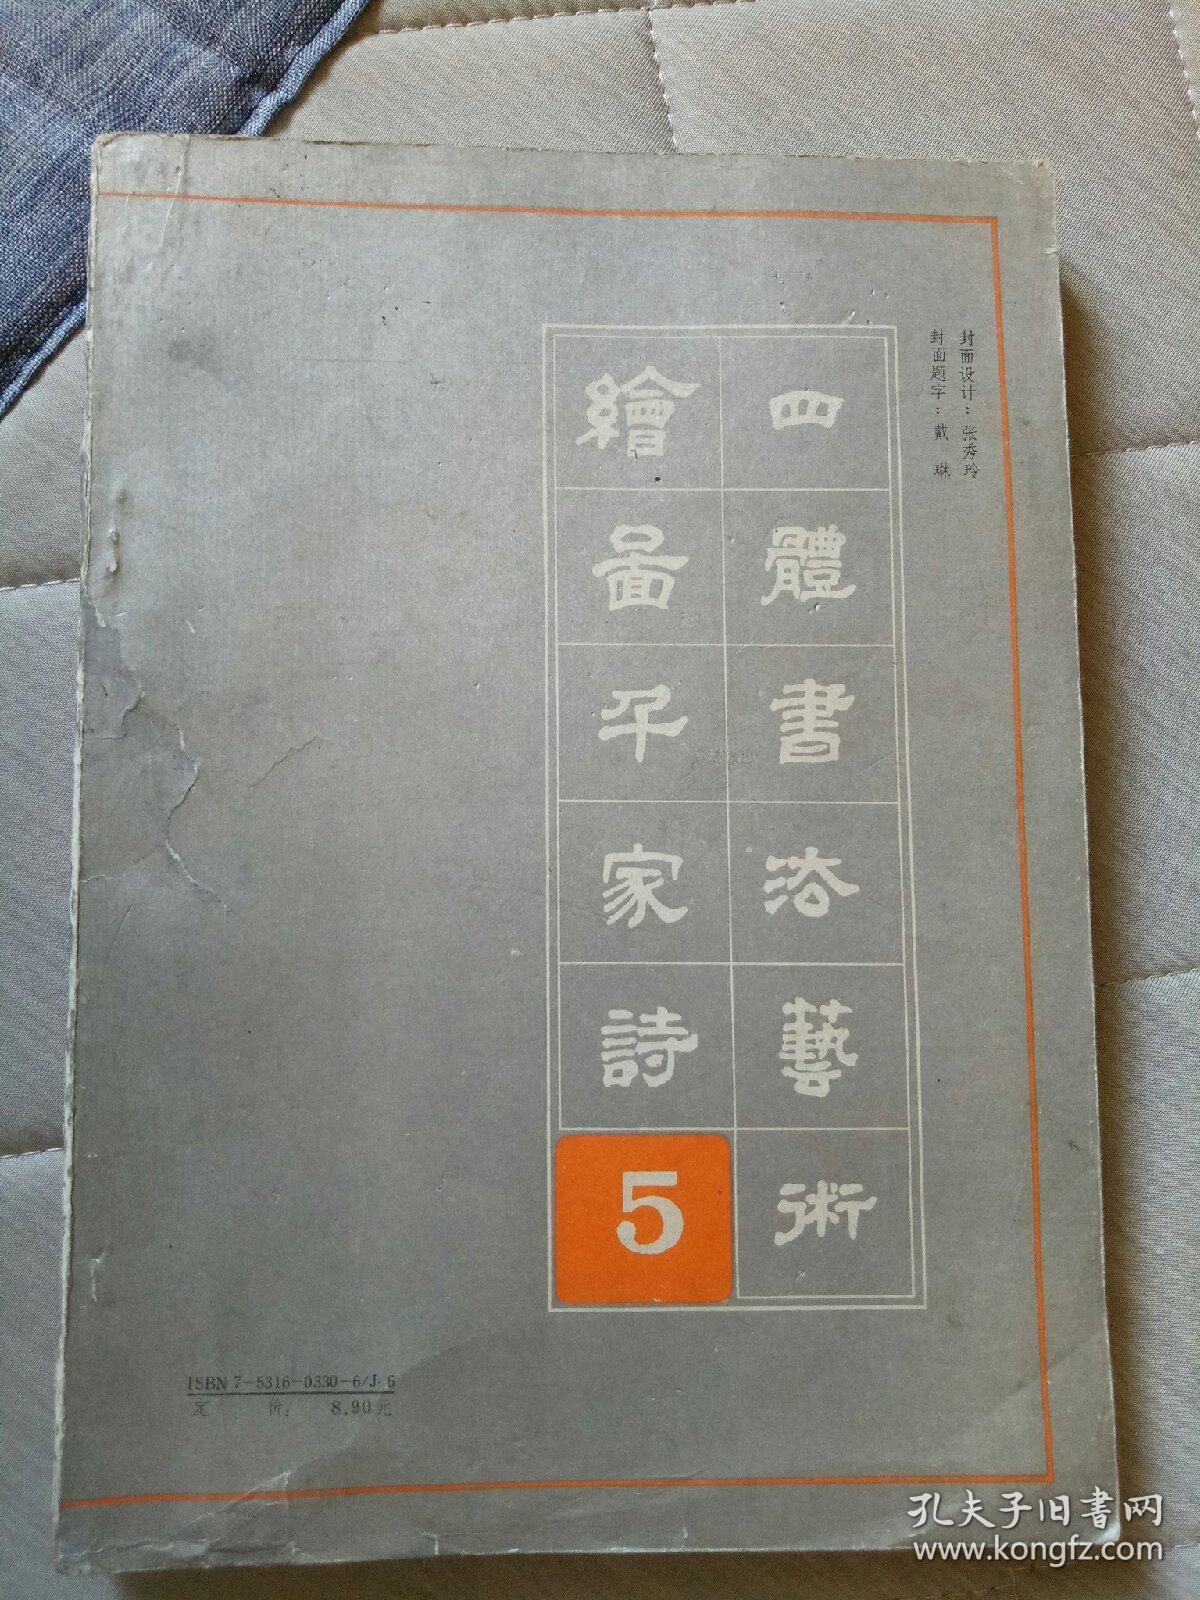 封面设计：张秀玲
封面题字：戴琳
四體書法藝術
繪圖千家詩
5
ISBN 7-5316-0330-6/J·6
定 价： 8.90元
孔夫子旧书网
www.kongfz.com